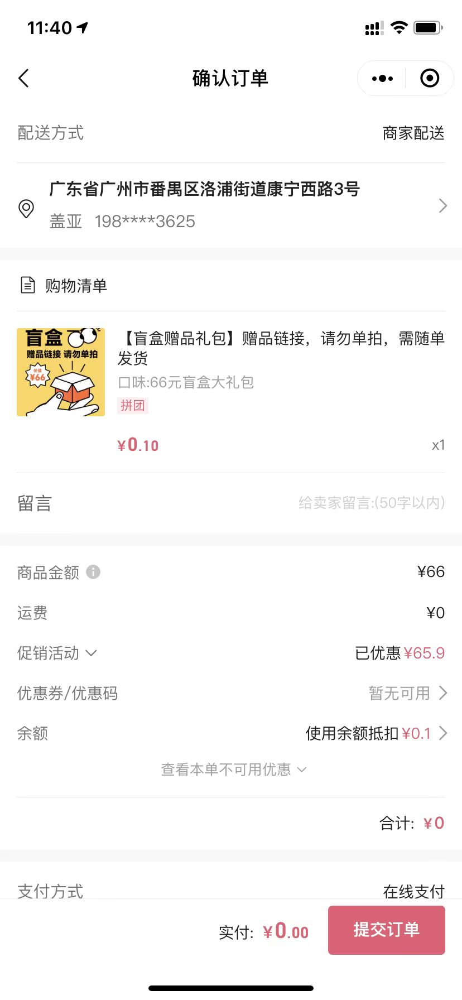 11:40
确认订单
配送方式
商家配送
广东省广州市番禺区洛浦街道康宁西路3号
盖亚 198****3625
购物清单
盲盒
赠品链接 请勿单拍
价值
¥66
【盲盒赠品礼包】赠品链接，请勿单拍，需随单
发货
口味:66元盲盒大礼包
拼团
¥0.10
x1
留言
给卖家留言:(50字以内)
商品金额
¥66
运费
¥0
促销活动
已优惠¥65.9
优惠券/优惠码
暂无可用
余额
使用余额抵扣¥0.1
查看本单不可用优惠
合计: ¥0
支付方式
在线支付
实付: ¥0.00
提交订单